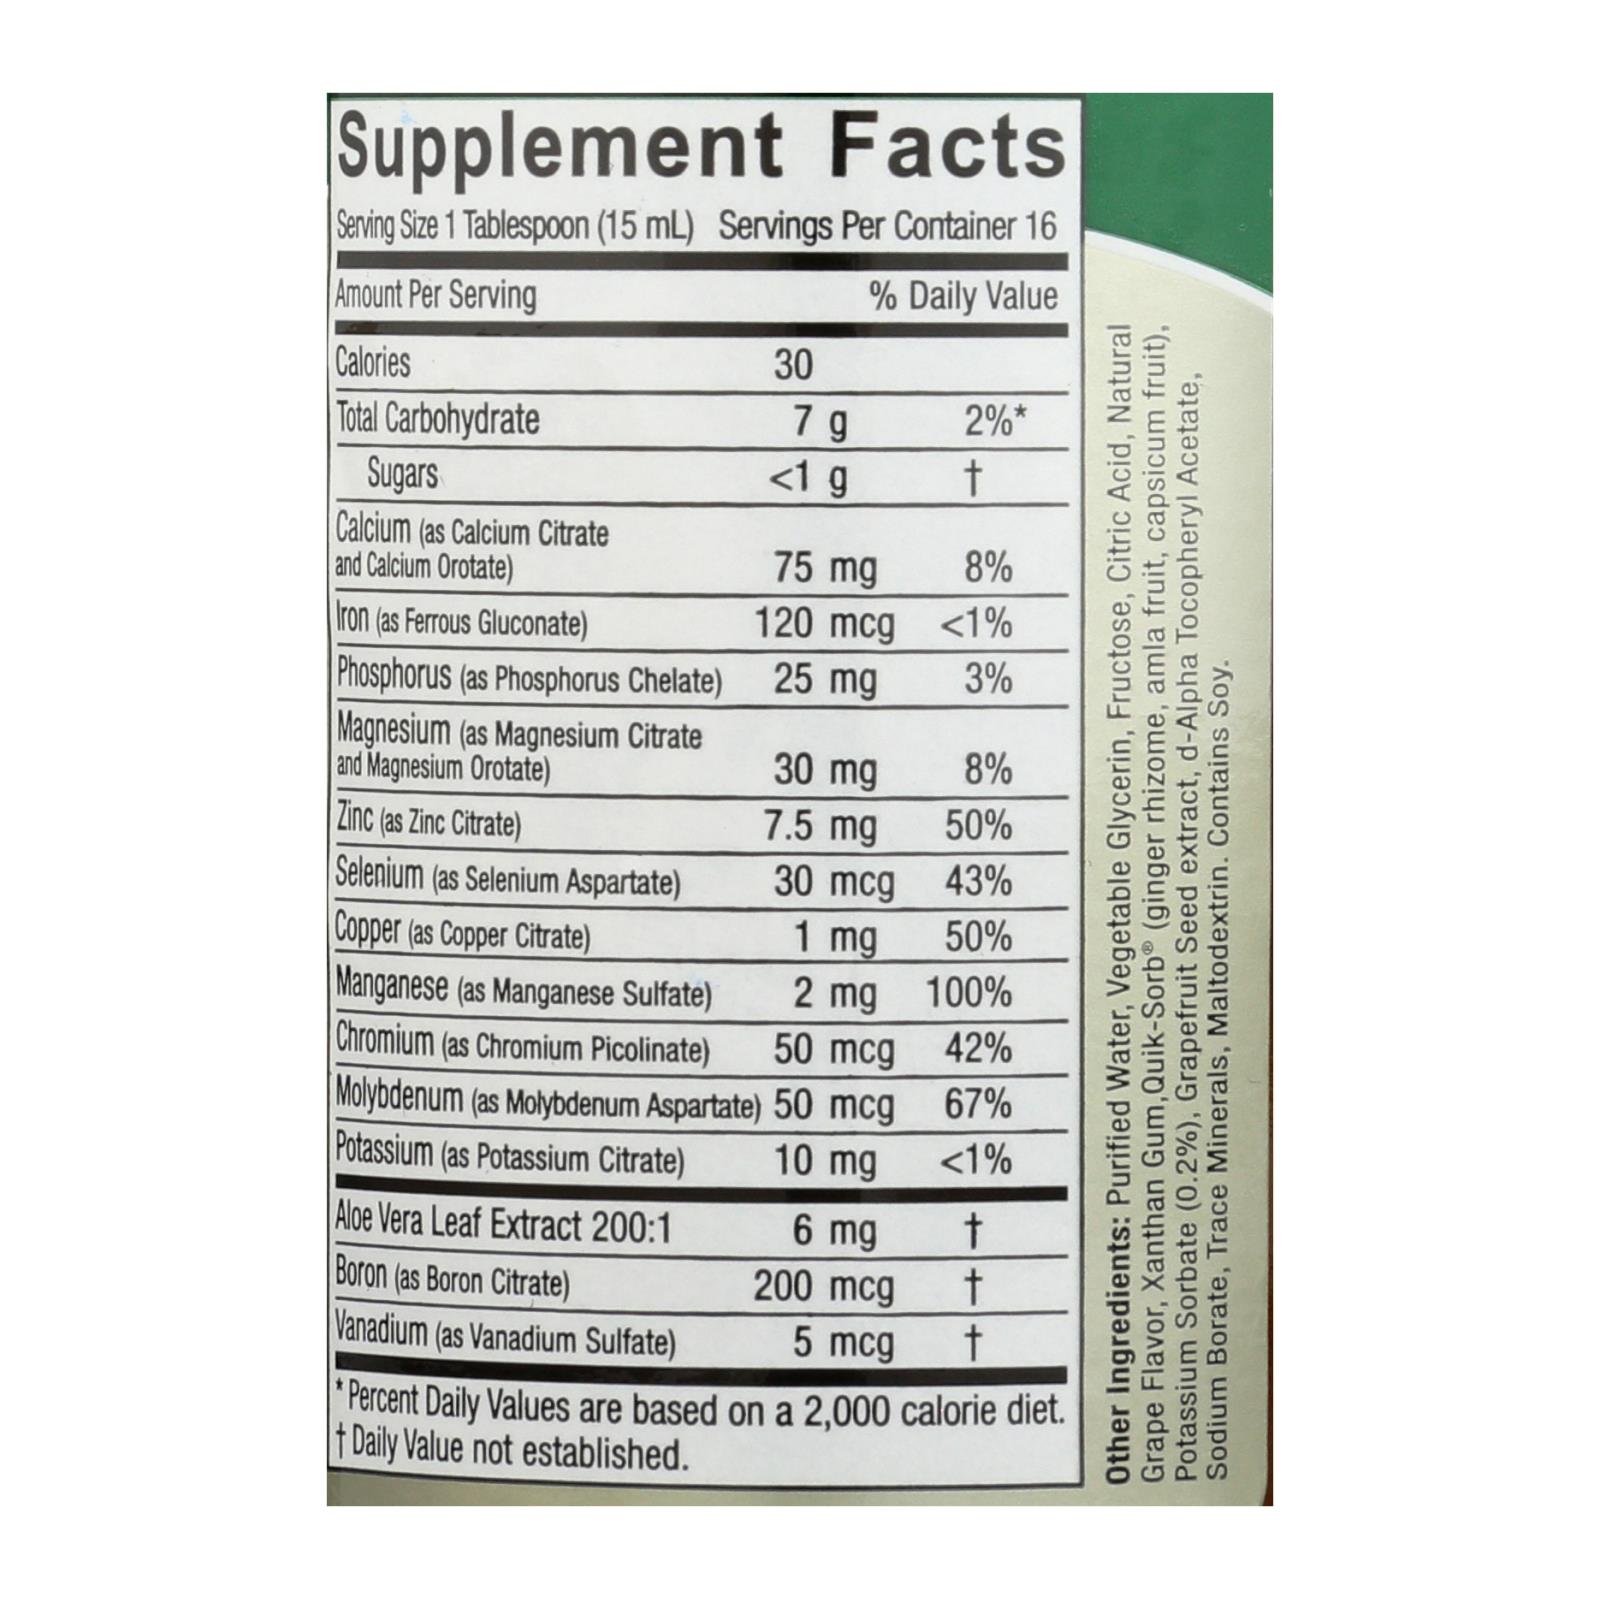 Supplement Facts
Serving Size 1 Tablespoon (15 mL) Servings Per Container 16
Amount Per Serving % Daily Value
Calories 30
Total Carbohydrate 7 g 2%*
Sugars <1 g †
Calcium (as Calcium Citrate
and Calcium Orotate) 75 mg 8%
Iron (as Ferrous Gluconate) 120 mcg <1%
Phosphorus (as Phosphorus Chelate) 25 mg 3%
Magnesium (as Magnesium Citrate
and Magnesium Orotate) 30 mg 8%
Zinc (as Zinc Citrate) 7.5 mg 50%
Selenium (as Selenium Aspartate) 30 mcg 43%
Copper (as Copper Citrate) 1 mg 50%
Manganese (as Manganese Sulfate) 2 mg 100%
Chromium (as Chromium Picolinate) 50 mcg 42%
Molybdenum (as Molybdenum Aspartate) 50 mcg 67%
Potassium (as Potassium Citrate) 10 mg <1%
Aloe Vera Leaf Extract 200:1 6 mg †
Boron (as Boron Citrate) 200 mcg †
Vanadium (as Vanadium Sulfate) 5 mcg †
* Percent Daily Values are based on a 2,000 calorie diet.
† Daily Value not established.
Other Ingredients: Purified Water, Vegetable Glycerin, Fructose, Citric Acid, Natural
Grape Flavor, Xanthan Gum,Quik-Sorb® (ginger rhizome, amla fruit, capsicum fruit),
Potassium Sorbate (0.2%), Grapefruit Seed extract, d-Alpha Tocopheryl Acetate,
Sodium Borate, Trace Minerals, Maltodextrin. Contains Soy.